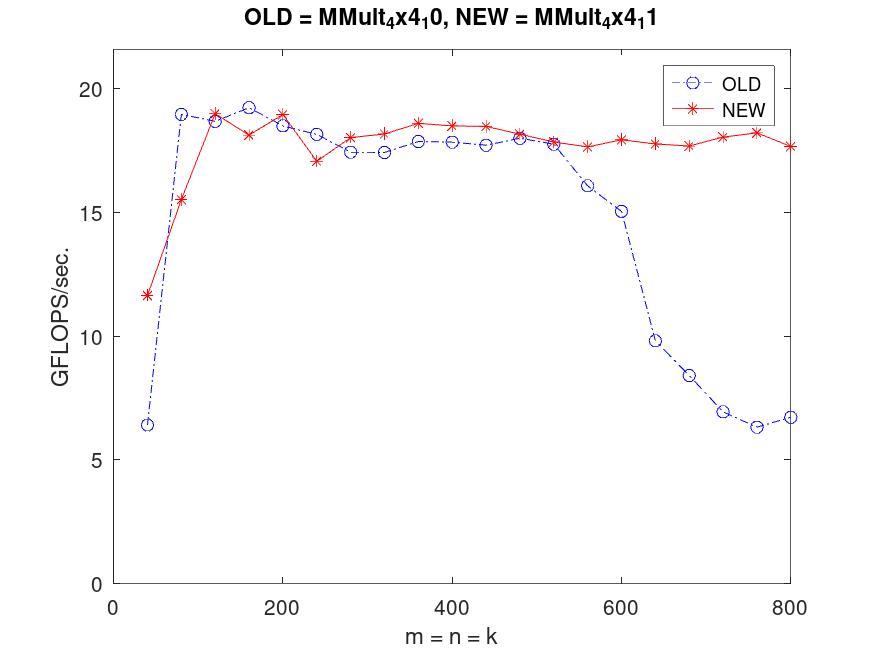 OLD = MMult₄x4₁0, NEW = MMult₄x4₁1
OLD
NEW
GFLOPS/sec.
20
15
10
5
0
0 200 400 600 800
m = n = k